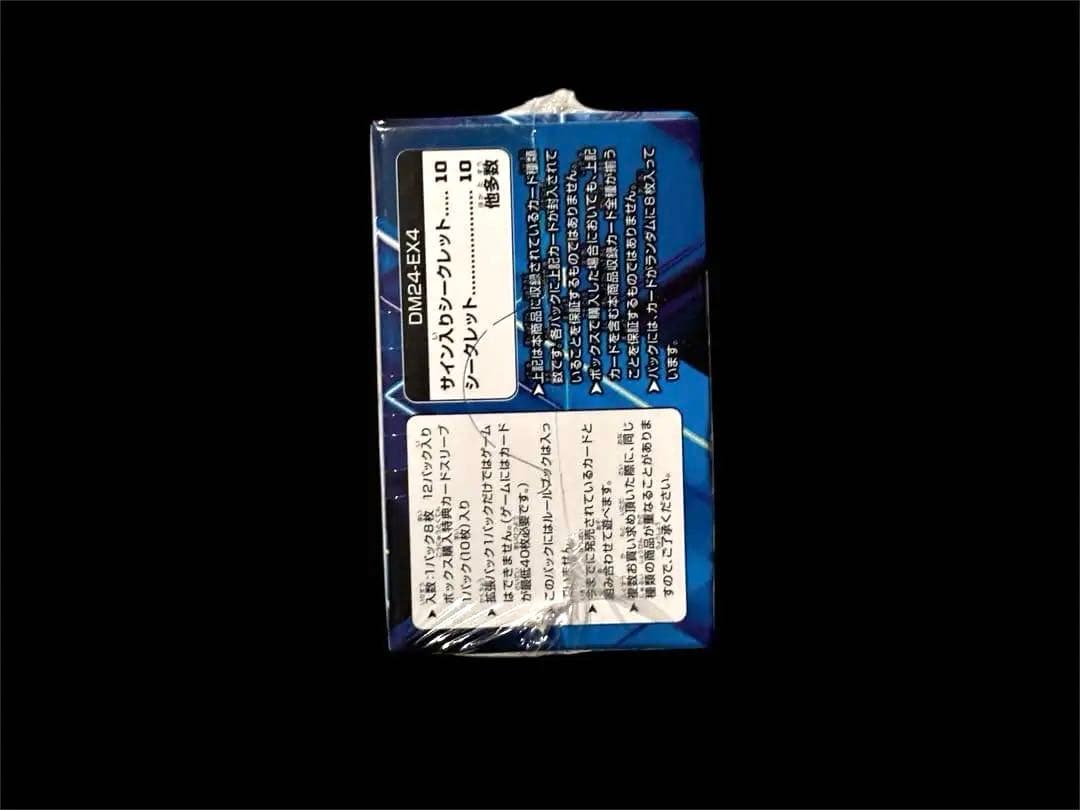 入数:1パック8枚 12パック入り
ボックス購入特典カードスリーブ
1パック(10枚)入り
拡張パック1パックだけではゲーム
はできません。(ゲームにはカード
が最低40枚必要です。)
このパックにはルールブックは入っ
ていません。
今までに発売されているカードと
組み合わせて遊べます。
複数お買い求め頂いた際に、同じ
種類の商品が重なることがありま
すので、ご了承ください。
DM24-EX4
サイン入りシークレット..... 10
シークレット..................... 10
他多数
上記は本商品に収録されているカード種類
数です。各パックに上記カードが封入されて
いることを保証するものではありません。
ボックスで購入した場合においても、上記
カードを含む本商品収録カード全種が揃う
ことを保証するものではありません。
パックには、カードがランダムに8枚入って
います。